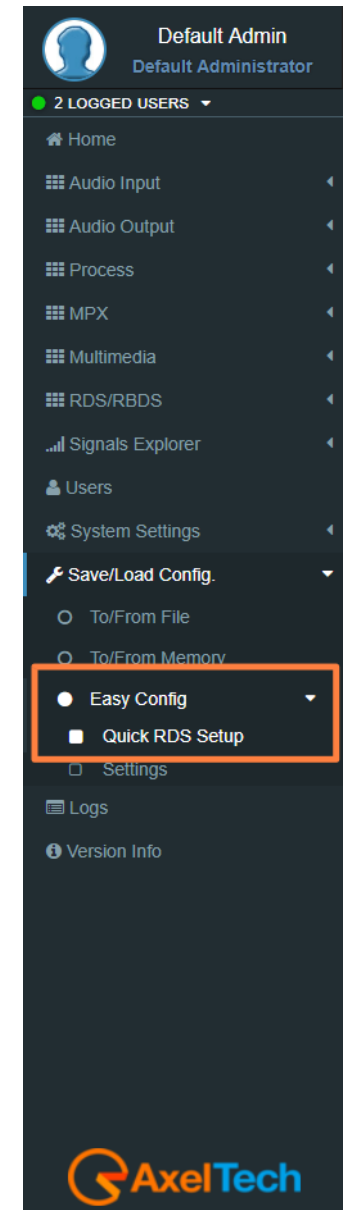 Default Admin
Default Administrator
2 LOGGED USERS
Home
Audio Input
Audio Output
Process
MPX
Multimedia
RDS/RBDS
Signals Explorer
Users
System Settings
Save/Load Config.
To/From File
To/From Memory
Easy Config
Quick RDS Setup
Settings
Logs
Version Info
AxelTech